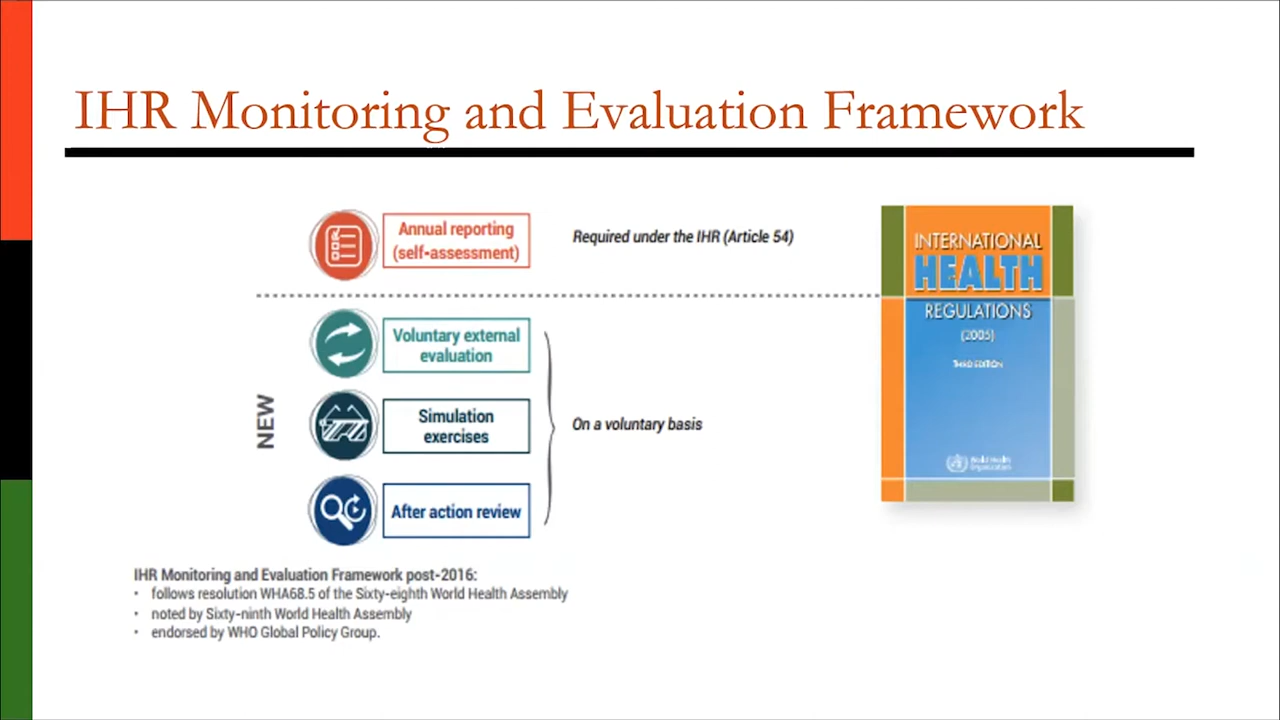 IHR Monitoring and Evaluation Framework
Annual reporting
(self-assessment)
Required under the IHR (Article 54)
NEW
Voluntary external
evaluation
Simulation
exercises
After action review
On a voluntary basis
INTERNATIONAL
HEALTH
REGULATIONS
(2005)
THIRD EDITION
World Health
Organization
IHR Monitoring and Evaluation Framework post-2016:
• follows resolution WHA68.5 of the Sixty-eighth World Health Assembly
• noted by Sixty-ninth World Health Assembly
• endorsed by WHO Global Policy Group.